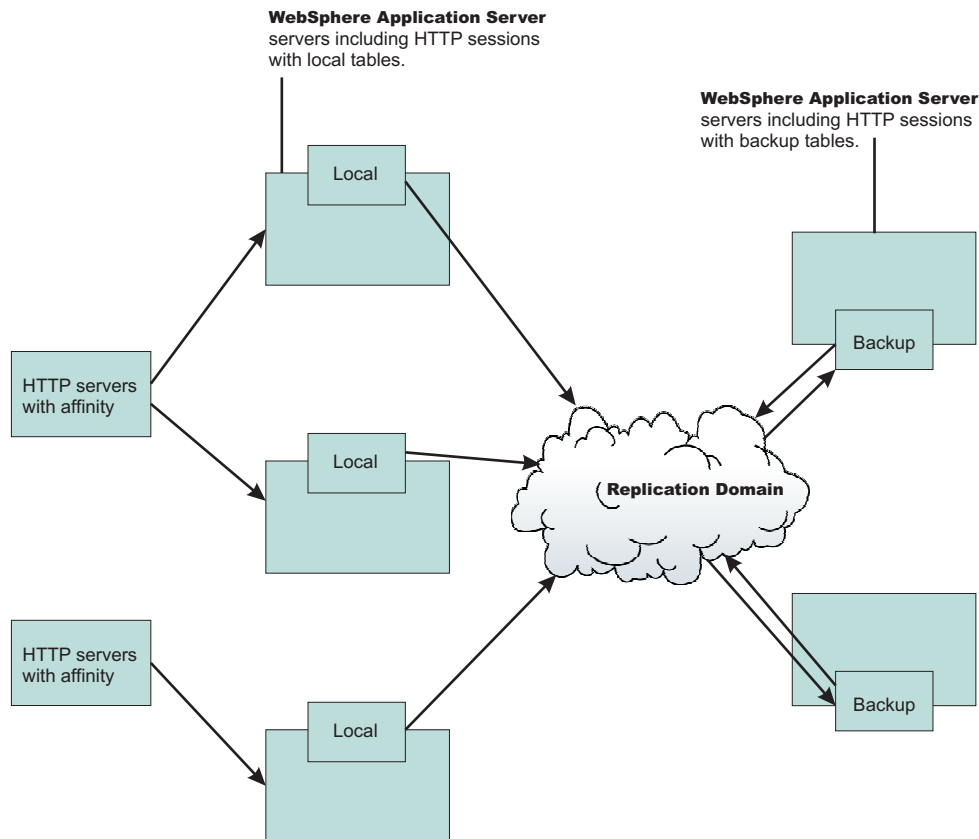 WebSphere Application Server
servers including HTTP sessions
with local tables.
WebSphere Application Server
servers including HTTP sessions
with backup tables.
Local
Backup
HTTP servers
with affinity
Local
Replication Domain
HTTP servers
with affinity
Backup
Local